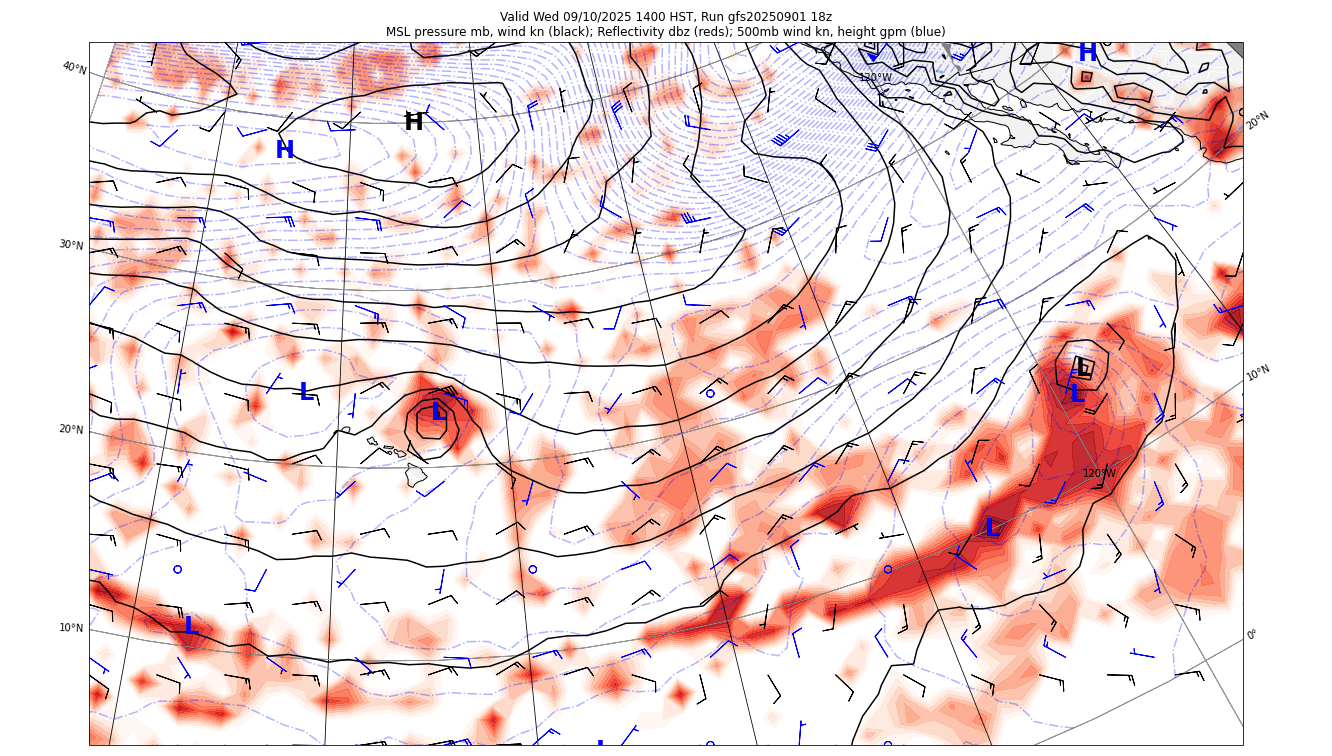 Valid Wed 09/10/2025 1400 HST, Run gfs20250901 18z
MSL pressure mb, wind kn (black); Reflectivity dbz (reds); 500mb wind kn, height gpm (blue)
H
40°N
120°W
H
20°N
H
30°N
L
10°N
L
L
L
20°N
120°W
L
L
10°N
0°
L